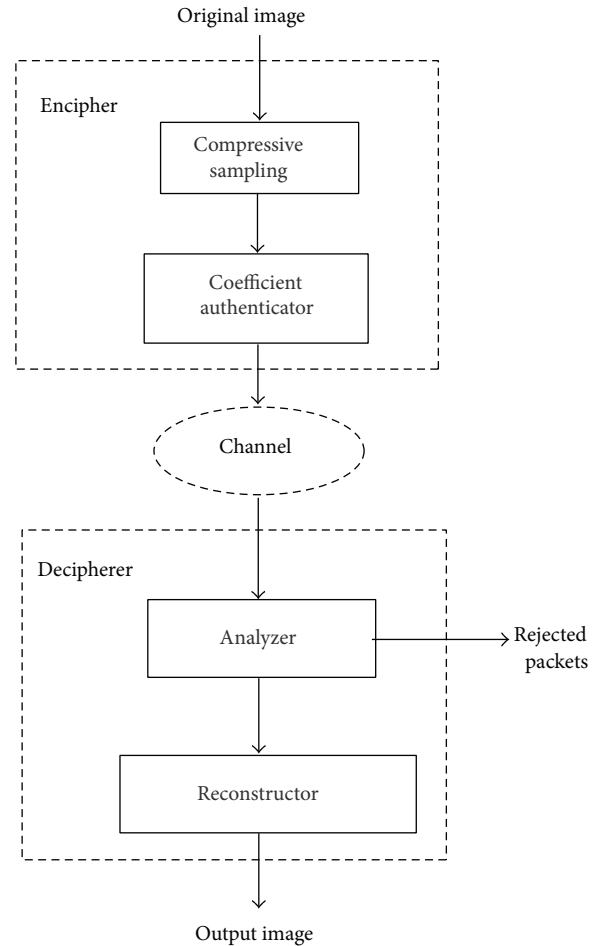 Original image
Encipher
Compressive
sampling
Coefficient
authenticator
Channel
Decipherer
Analyzer
Rejected
packets
Reconstructor
Output image